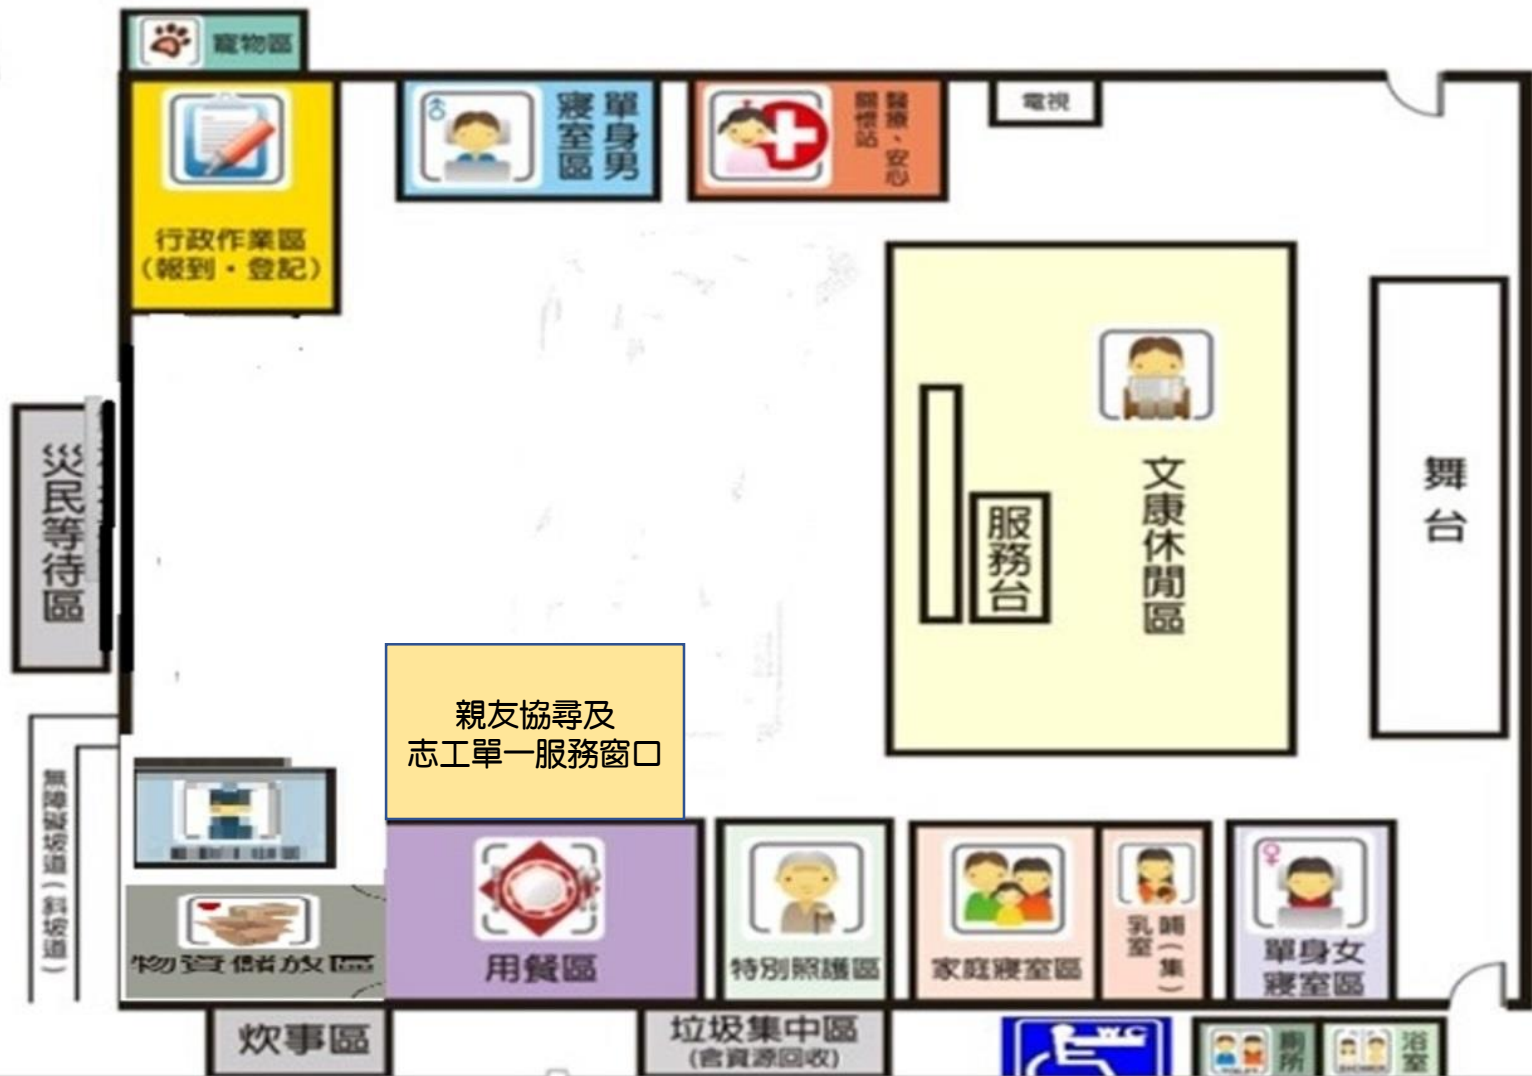 寵物區
行政作業區
(報到・登記)
單身男
寢室區
醫療、安心
關懷站
電視
災民等待區
服務台
文康休閒區
舞台
親友協尋及
志工單一服務窗口
無障礙坡道(斜坡道)
物資儲放區
用餐區
特別照護區
家庭寢室區
哺(集)
乳室
單身女
寢室區
炊事區
垃圾集中區
(含資源回收)
WC
廁所
浴室